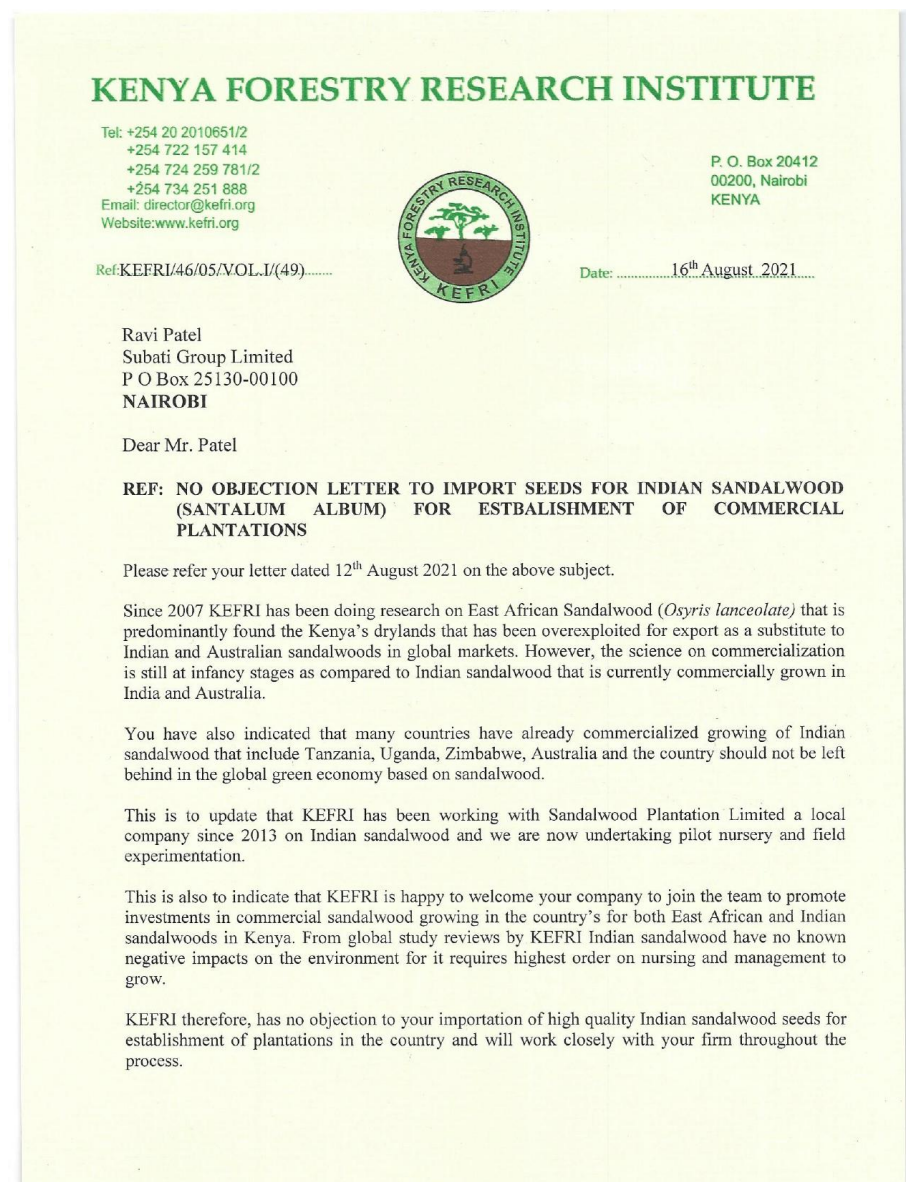 KENYA FORESTRY RESEARCH INSTITUTE
Tel: +254 20 2010651/2
+254 722 157 414
+254 724 259 781/2
+254 734 251 888
Email: director@kefri.org
Website:www.kefri.org
P. O. Box 20412
00200, Nairobi
KENYA
KENYA FORESTRY RESEARCH INSTITUTE
KEFRI
Ref:KEFRI/46/05/VOL.I/(49)........
Date: ...............16th August 2021.....
Ravi Patel
Subati Group Limited
P O Box 25130-00100
NAIROBI
Dear Mr. Patel
REF: NO OBJECTION LETTER TO IMPORT SEEDS FOR INDIAN SANDALWOOD
(SANTALUM ALBUM) FOR ESTBALISHMENT OF COMMERCIAL
PLANTATIONS
Please refer your letter dated 12th August 2021 on the above subject.
Since 2007 KEFRI has been doing research on East African Sandalwood (Osyris lanceolate) that is
predominantly found the Kenya's drylands that has been overexploited for export as a substitute to
Indian and Australian sandalwoods in global markets. However, the science on commercialization
is still at infancy stages as compared to Indian sandalwood that is currently commercially grown in
India and Australia.
You have also indicated that many countries have already commercialized growing of Indian
sandalwood that include Tanzania, Uganda, Zimbabwe, Australia and the country should not be left
behind in the global green economy based on sandalwood.
This is to update that KEFRI has been working with Sandalwood Plantation Limited a local
company since 2013 on Indian sandalwood and we are now undertaking pilot nursery and field
experimentation.
This is also to indicate that KEFRI is happy to welcome your company to join the team to promote
investments in commercial sandalwood growing in the country's for both East African and Indian
sandalwoods in Kenya. From global study reviews by KEFRI Indian sandalwood have no known
negative impacts on the environment for it requires highest order on nursing and management to
grow.
KEFRI therefore, has no objection to your importation of high quality Indian sandalwood seeds for
establishment of plantations in the country and will work closely with your firm throughout the
process.